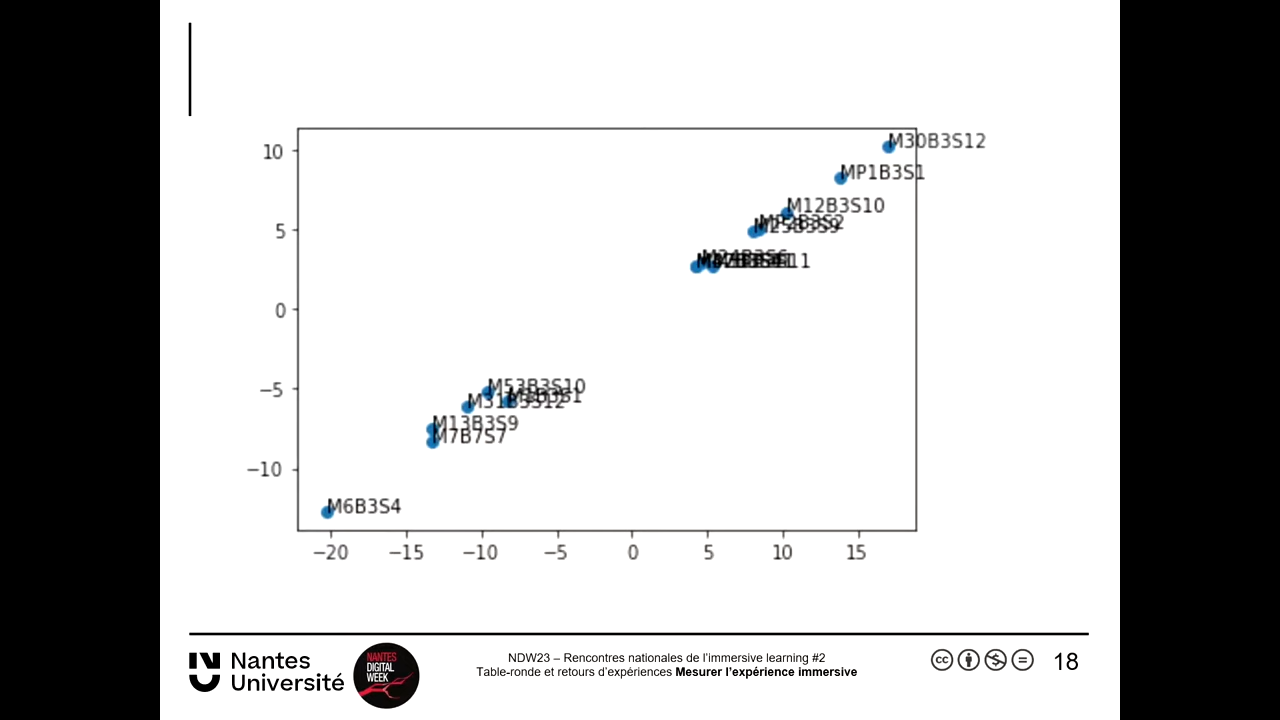 M30B3S12
10
MP1B3S1
M12B3S10
5
0
−5
M53B3S10
M31B3S12
M13B3S9
M7B7S7
−10
M6B3S4
−20 −15 −10 −5 0 5 10 15
Nantes
Université
NANTES
DIGITAL
WEEK
NDW23 – Rencontres nationales de l'immersive learning #2
Table-ronde et retours d'expériences Mesurer l'expérience immersive
cc
18